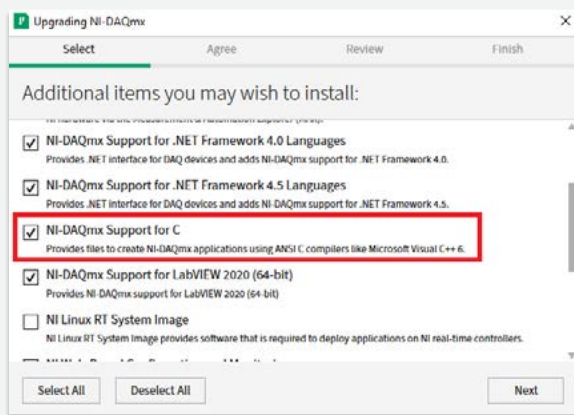 Upgrading NI-DAQmx
Select Agree Review Finish
Additional items you may wish to install:
NI-DAQmx Support for .NET Framework 4.0 Languages
Provides .NET interface for DAQ devices and adds NI-DAQmx support for .NET Framework 4.0.
NI-DAQmx Support for .NET Framework 4.5 Languages
Provides .NET interface for DAQ devices and adds NI-DAQmx support for .NET Framework 4.5.
NI-DAQmx Support for C
Provides files to create NI-DAQmx applications using ANSI C compilers like Microsoft Visual C++ 6.
NI-DAQmx Support for LabVIEW 2020 (64-bit)
Provides NI-DAQmx support for LabVIEW 2020 (64-bit)
NI Linux RT System Image
NI Linux RT System Image provides software that is required to deploy applications on NI real-time controllers.
Select All Deselect All Next